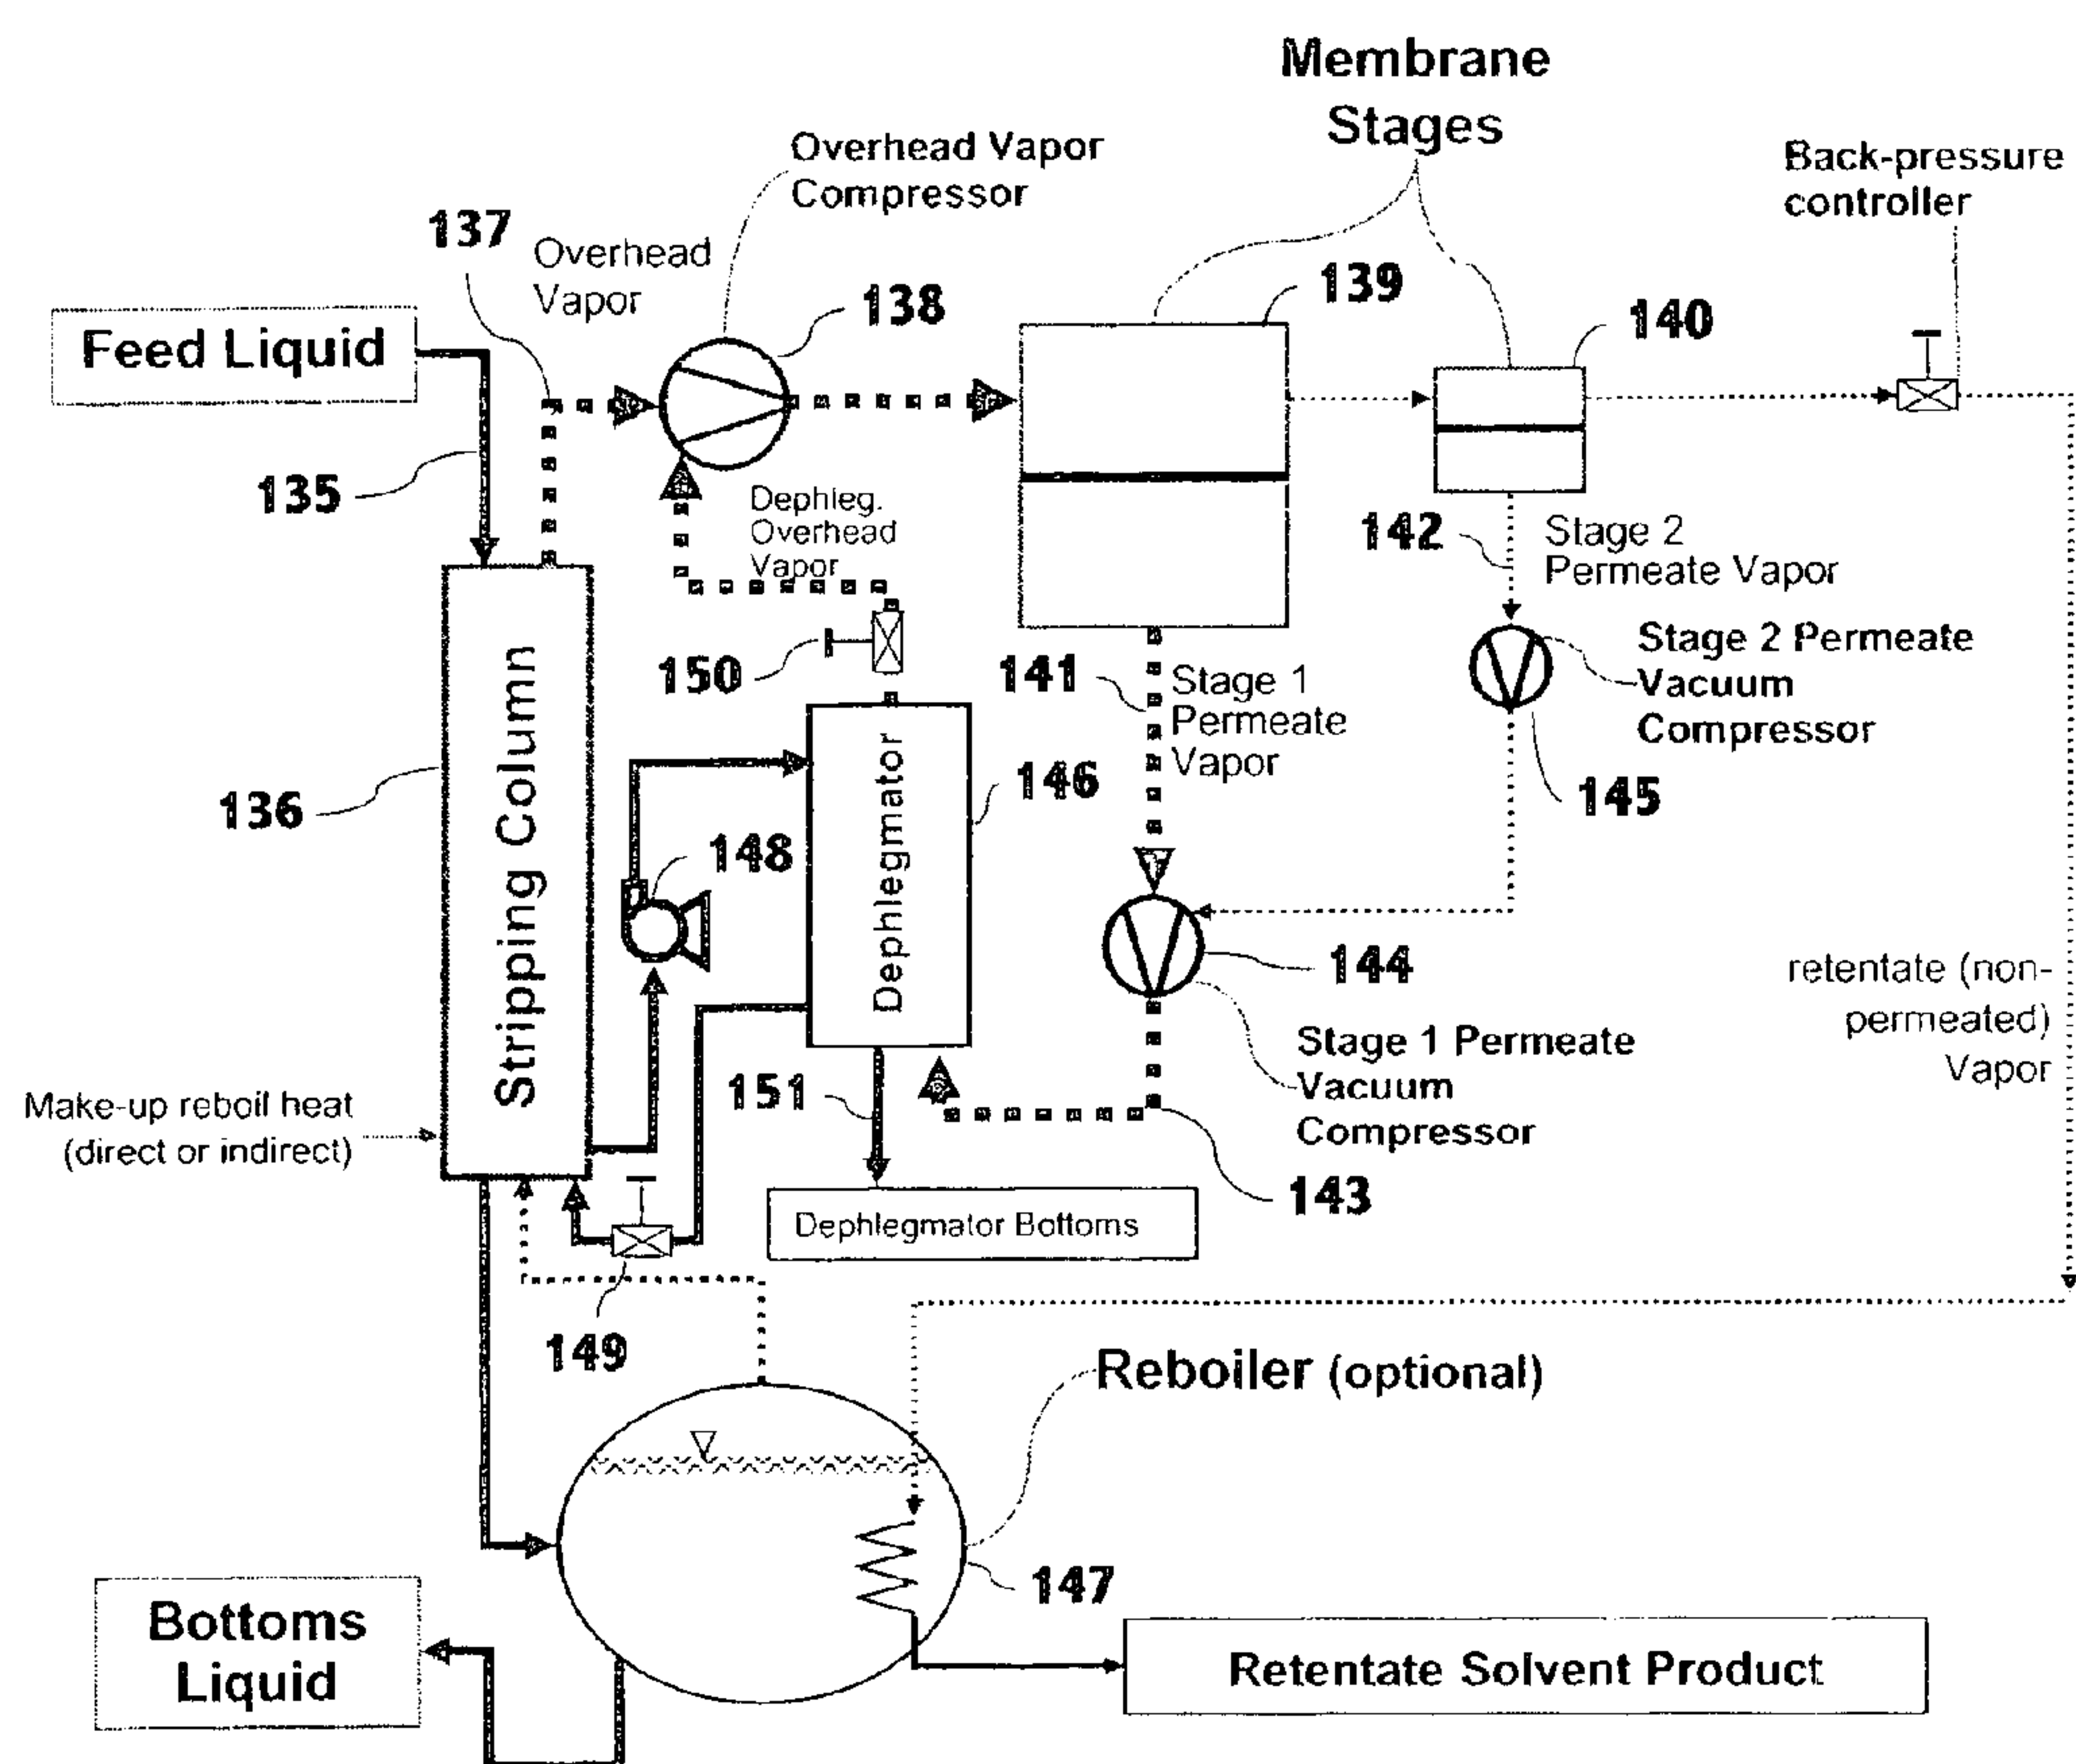 Membrane
Stages
Overhead Vapor
Compressor
Back-pressure
controller
137
Overhead
Vapor
138
139
140
Feed Liquid
135
Dephleg.
Overhead
Vapor
142
Stage 2
Permeate Vapor
150
141
Stage 1
Permeate
Vapor
Stage 2 Permeate
Vacuum
Compressor
145
136
Stripping Column
148
Dephlegmator
146
144
retentate (non-
permeated)
Vapor
Stage 1 Permeate
Vacuum
Compressor
Make-up reboil heat
(direct or indirect)
151
143
Dephlegmator Bottoms
149
Reboiler (optional)
147
Bottoms
Liquid
Retentate Solvent Product